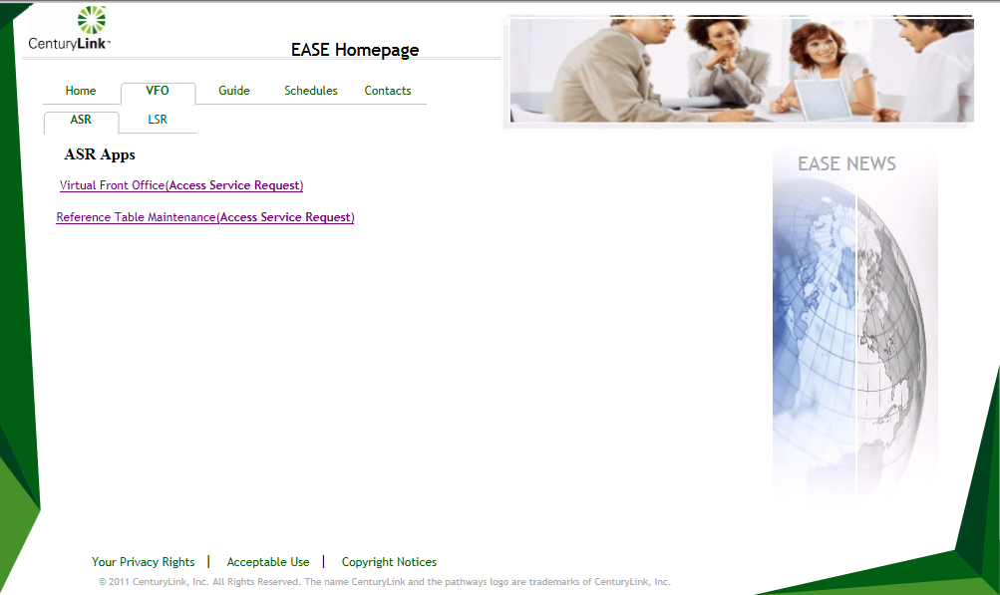 CenturyLink™
EASE Homepage
Home VFO Guide Schedules Contacts
ASR LSR
ASR Apps
Virtual Front Office(Access Service Request)
Reference Table Maintenance(Access Service Request)
EASE NEWS
Your Privacy Rights | Acceptable Use | Copyright Notices
© 2011 CenturyLink, Inc. All Rights Reserved. The name CenturyLink and the pathways logo are trademarks of CenturyLink, Inc.